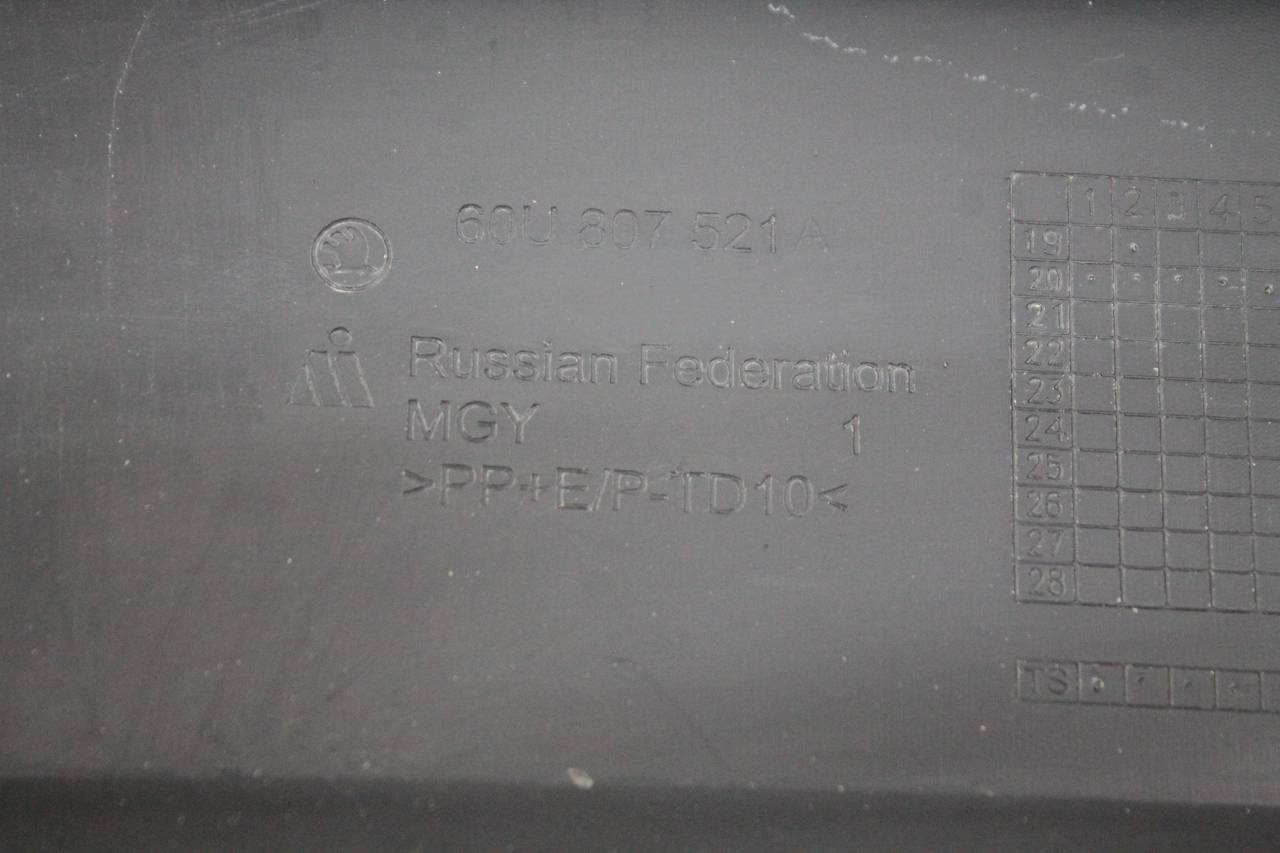 60U 807 521 A
Russian Federation
MGY 1
>PP+E/P-TD10<
1 2 3 4 5
19
20
21
22
23
24
25
26
27
28
TS